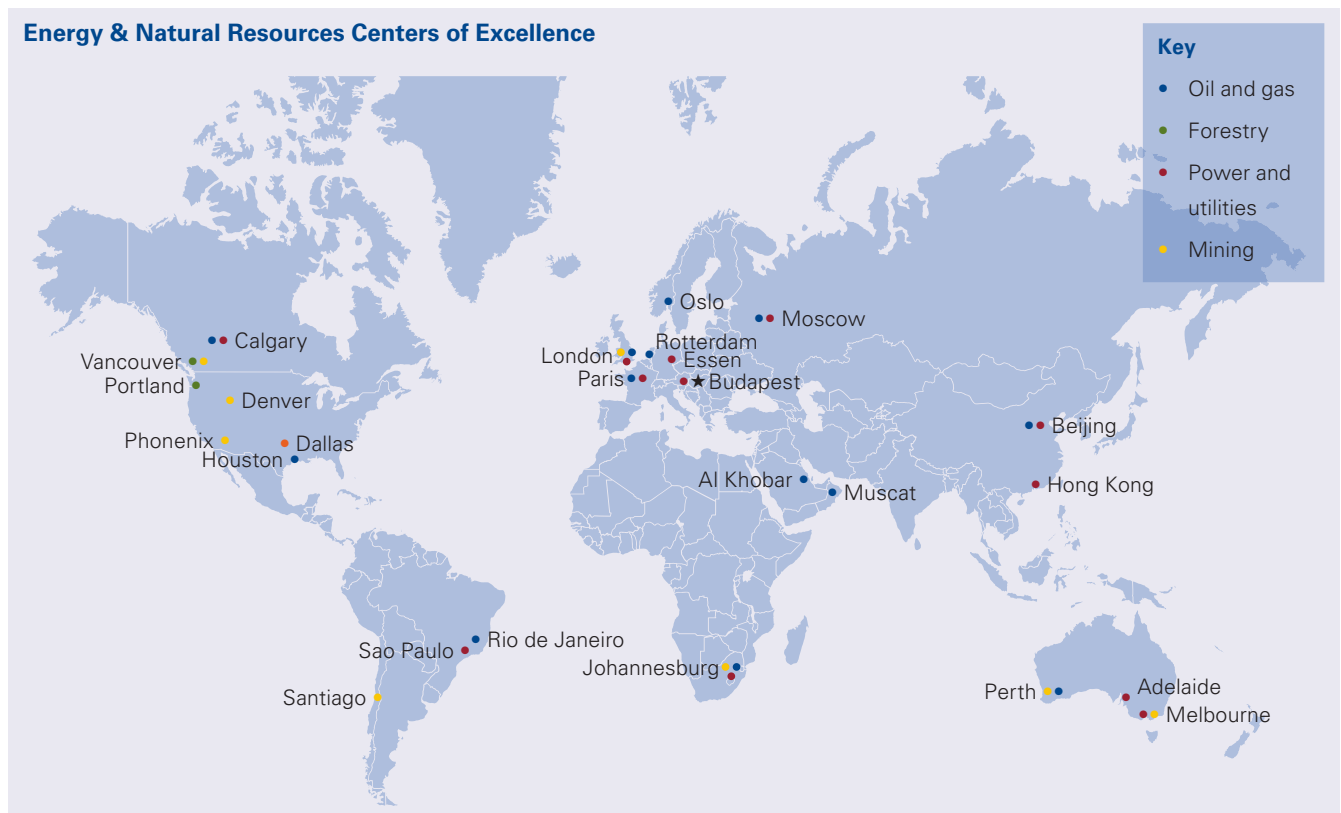 Energy & Natural Resources Centers of Excellence
Key
Oil and gas
Forestry
Power and
utilities
Mining
Oslo
Moscow
Calgary
Rotterdam
London
Essen
Vancouver
Paris
Budapest
Portland
Denver
Beijing
Phonenix
Dallas
Houston
Al Khobar
Muscat
Hong Kong
Rio de Janeiro
Sao Paulo
Johannesburg
Santiago
Perth
Adelaide
Melbourne